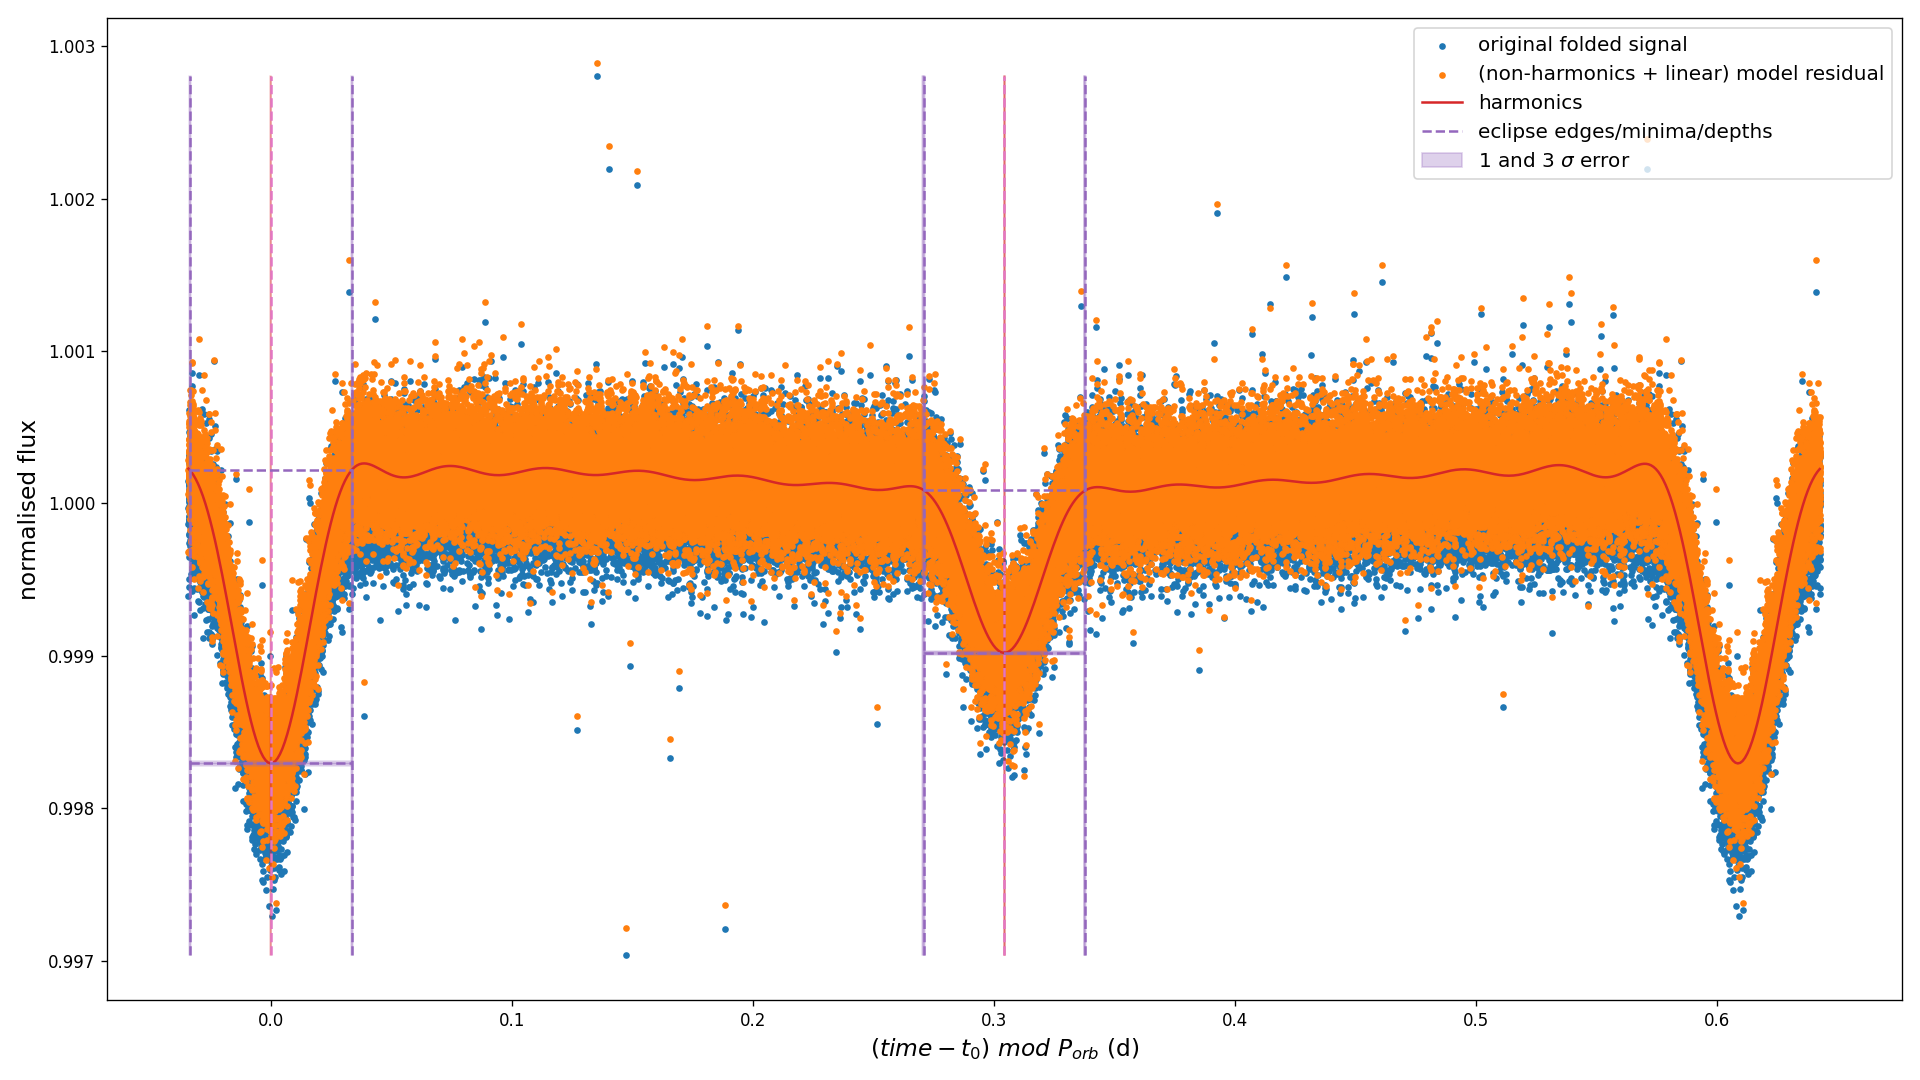 original folded signal
(non-harmonics + linear) model residual
harmonics
eclipse edges/minima/depths
1 and 3 σ error
normalised flux
1.003
1.002
1.001
1.000
0.999
0.998
0.997
0.0 0.1 0.2 0.3 0.4 0.5 0.6
(time − t₀) mod P_orb (d)